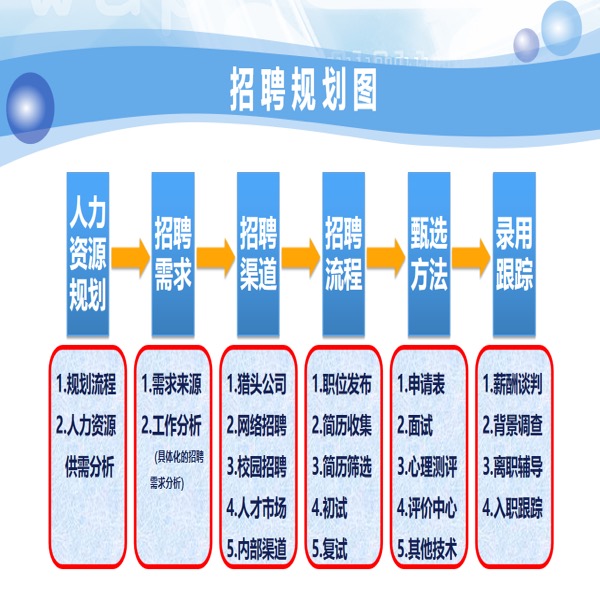 招聘规划图
人力
资源
规划
招聘
需求
招聘
渠道
招聘
流程
甄选
方法
录用
跟踪
1.规划流程
2.人力资源
供需分析
1.需求来源
2.工作分析
(具体化的招聘
需求分析)
1.猎头公司
2.网络招聘
3.校园招聘
4.人才市场
5.内部渠道
1.职位发布
2.简历收集
3.简历筛选
4.初试
5.复试
1.申请表
2.面试
3.心理测评
4.评价中心
5.其他技术
1.薪酬谈判
2.背景调查
3.离职辅导
4.入职跟踪